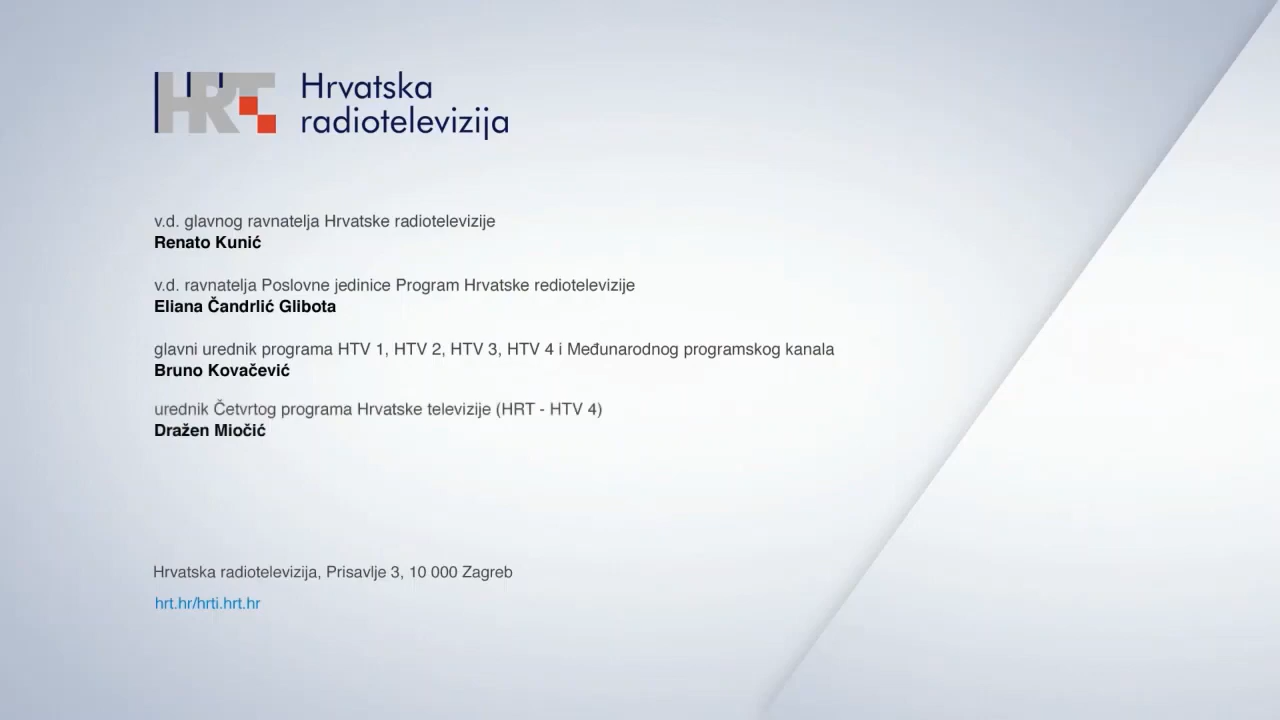 HRT
Hrvatska
radiotelevizija
v.d. glavnog ravnatelja Hrvatske radiotelevizije
Renato Kunić
v.d. ravnatelja Poslovne jedinice Program Hrvatske rediotelevizije
Eliana Čandrlić Glibota
glavni urednik programa HTV 1, HTV 2, HTV 3, HTV 4 i Međunarodnog programskog kanala
Bruno Kovačević
urednik Četvrtog programa Hrvatske televizije (HRT - HTV 4)
Dražen Miočić
Hrvatska radiotelevizija, Prisavlje 3, 10 000 Zagreb
hrt.hr/hrti.hrt.hr